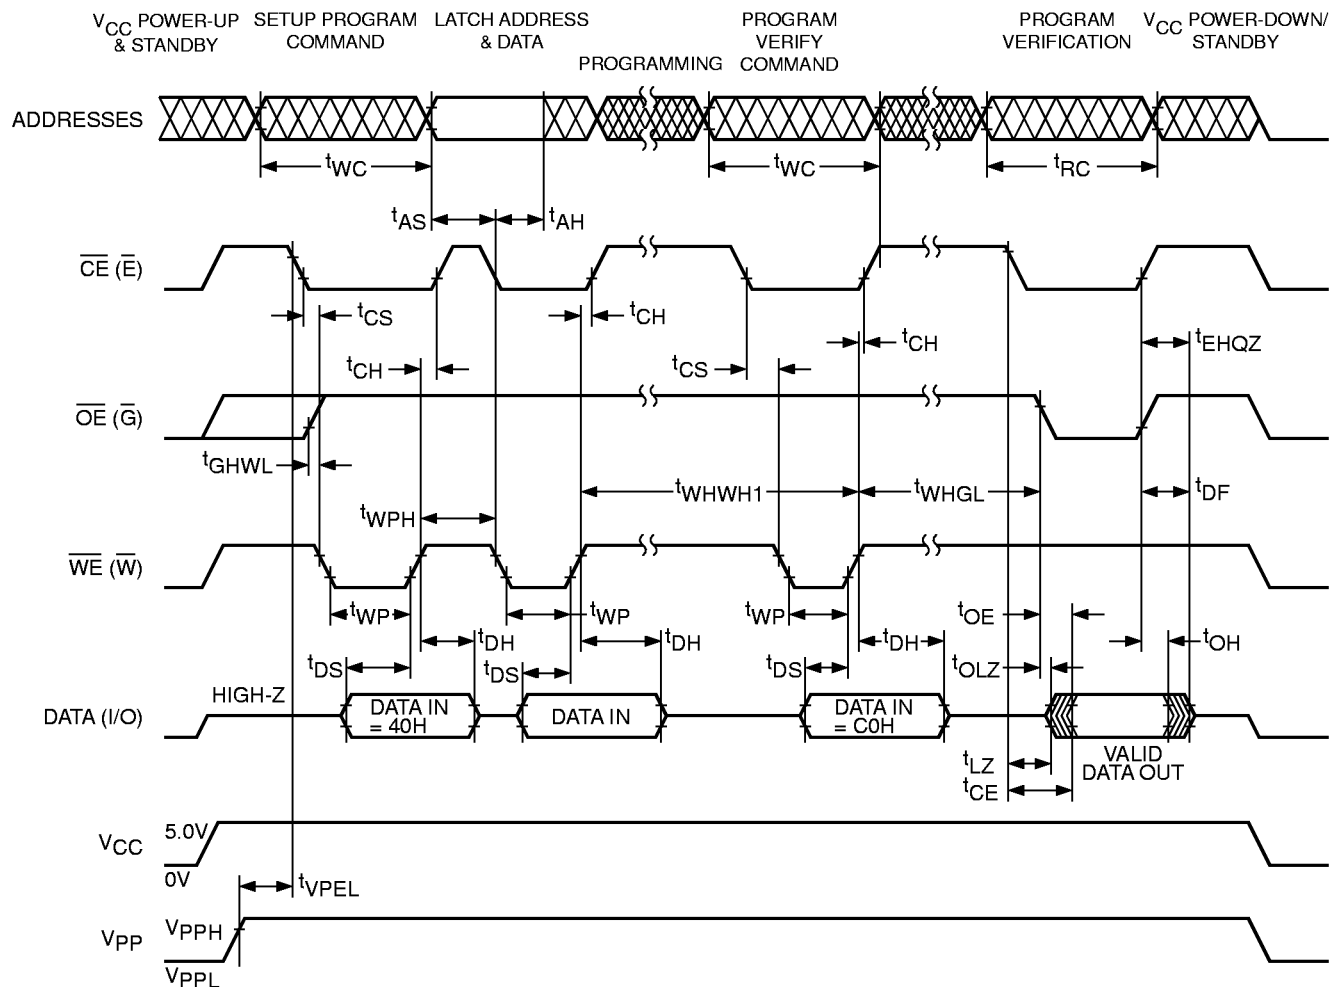 VCC POWER-UP
& STANDBY
SETUP PROGRAM
COMMAND
LATCH ADDRESS
& DATA
PROGRAMMING
PROGRAM
VERIFY
COMMAND
PROGRAM
VERIFICATION
VCC POWER-DOWN/
STANDBY
ADDRESSES
tWC
tWC
tRC
tAS
tAH
CE (E)
tCS
tCH
tCH
tCS
tCH
tEHQZ
OE (G)
tGHWL
tWPH
tWHWH1
tWHGL
tDF
WE (W)
tWP
tWP
tWP
tOE
tDH
tDH
tDH
tOH
tDS
tDS
tDS
tOLZ
HIGH-Z
DATA (I/O)
DATA IN
= 40H
DATA IN
DATA IN
= C0H
VALID
DATA OUT
tLZ
tCE
VCC
5.0V
0V
tVPEL
VPP
VPPH
VPPL